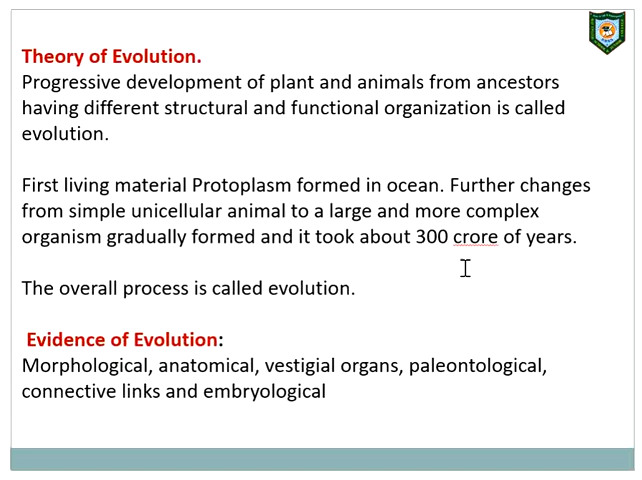 Theory of Evolution.
Progressive development of plant and animals from ancestors
having different structural and functional organization is called
evolution.
First living material Protoplasm formed in ocean. Further changes
from simple unicellular animal to a large and more complex
organism gradually formed and it took about 300 crore of years.
The overall process is called evolution.
Evidence of Evolution:
Morphological, anatomical, vestigial organs, paleontological,
connective links and embryological